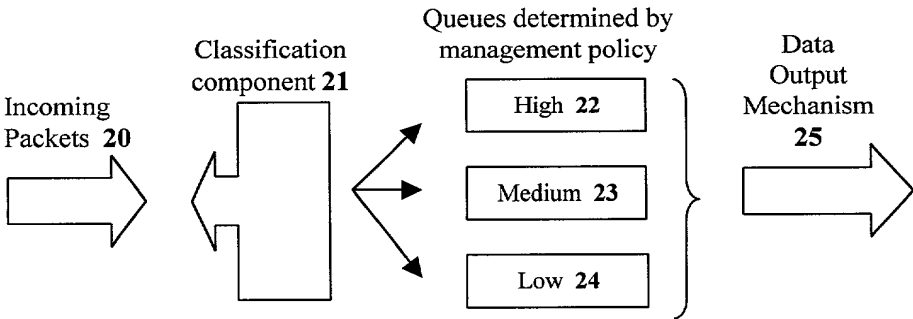 Incoming
Packets 20
Classification
component 21
Queues determined by
management policy
High 22
Medium 23
Low 24
Data
Output
Mechanism
25